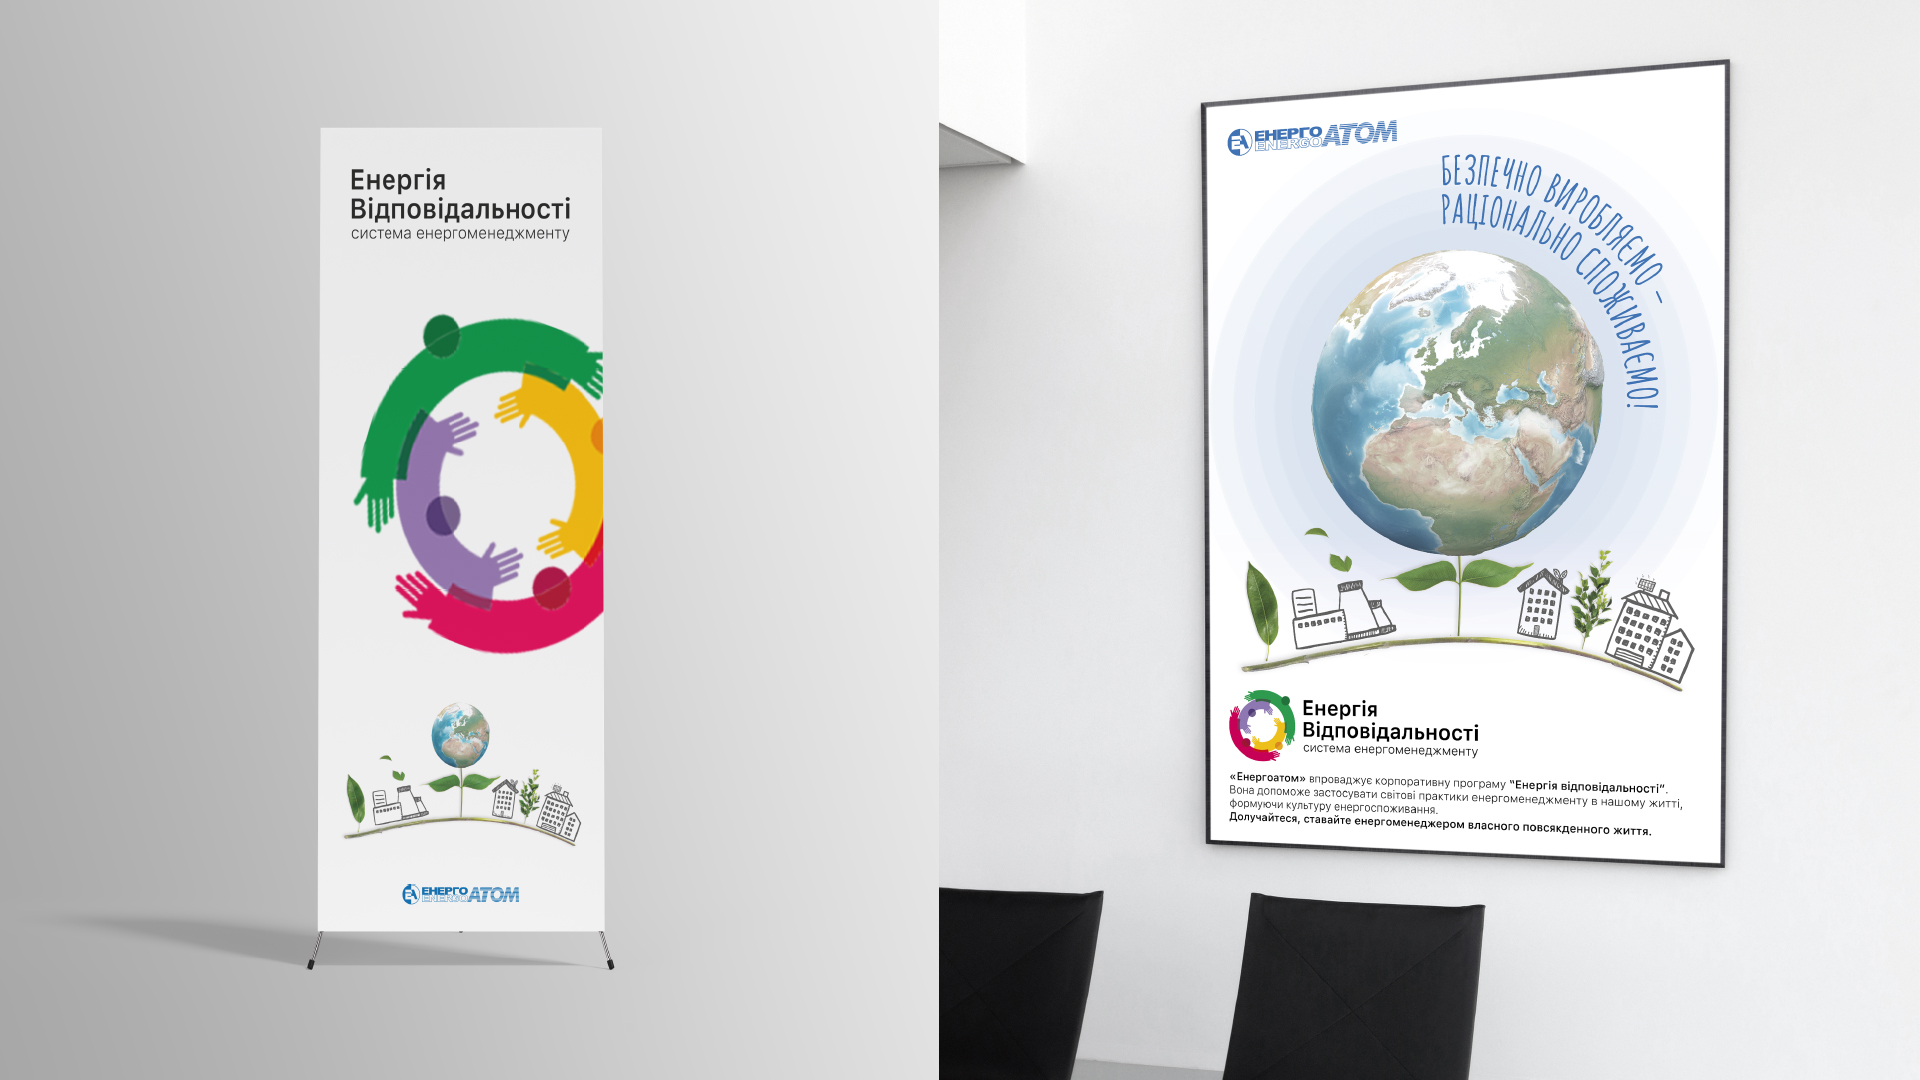 Енергія
Відповідальності
система енергоменеджменту
ЕНЕРГО
ENERGO
АТОМ
ЕНЕРГО
ENERGO
АТОМ
БЕЗПЕЧНО ВИРОБЛЯЄМО –
РАЦІОНАЛЬНО СПОЖИВАЄМО!
Енергія
Відповідальності
система енергоменеджменту
«Енергоатом» впроваджує корпоративну програму “Енергія відповідальності”.
Вона допоможе застосувати світові практики енергоменеджменту в нашому житті,
формуючи культуру енергоспоживання.
Долучайтеся, ставайте енергоменеджером власного повсякденного життя.